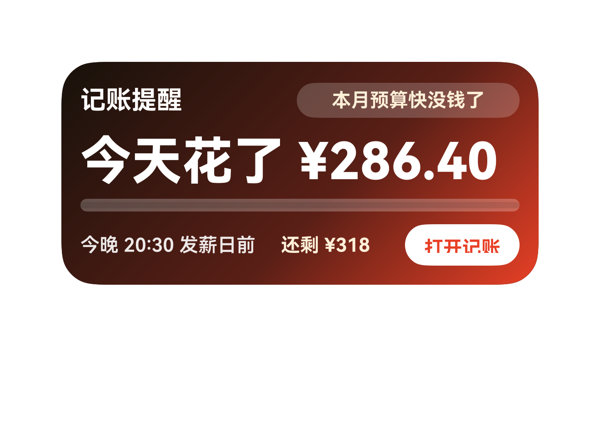 记账提醒
本月预算快没钱了
今天花了 ¥286.40
今晚 20:30 发薪日前
还剩 ¥318
打开记账